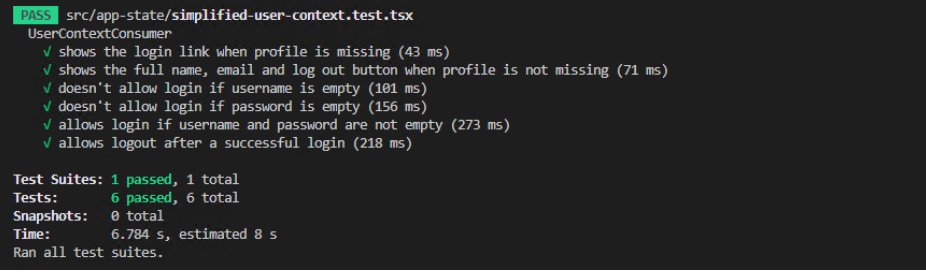 PASS src/app-state/simplified-user-context.test.tsx
UserContextConsumer
√ shows the login link when profile is missing (43 ms)
√ shows the full name, email and log out button when profile is not missing (71 ms)
√ doesn't allow login if username is empty (101 ms)
√ doesn't allow login if password is empty (156 ms)
√ allows login if username and password are not empty (273 ms)
√ allows logout after a successful login (218 ms)
Test Suites: 1 passed, 1 total
Tests: 6 passed, 6 total
Snapshots: 0 total
Time: 6.784 s, estimated 8 s
Ran all test suites.